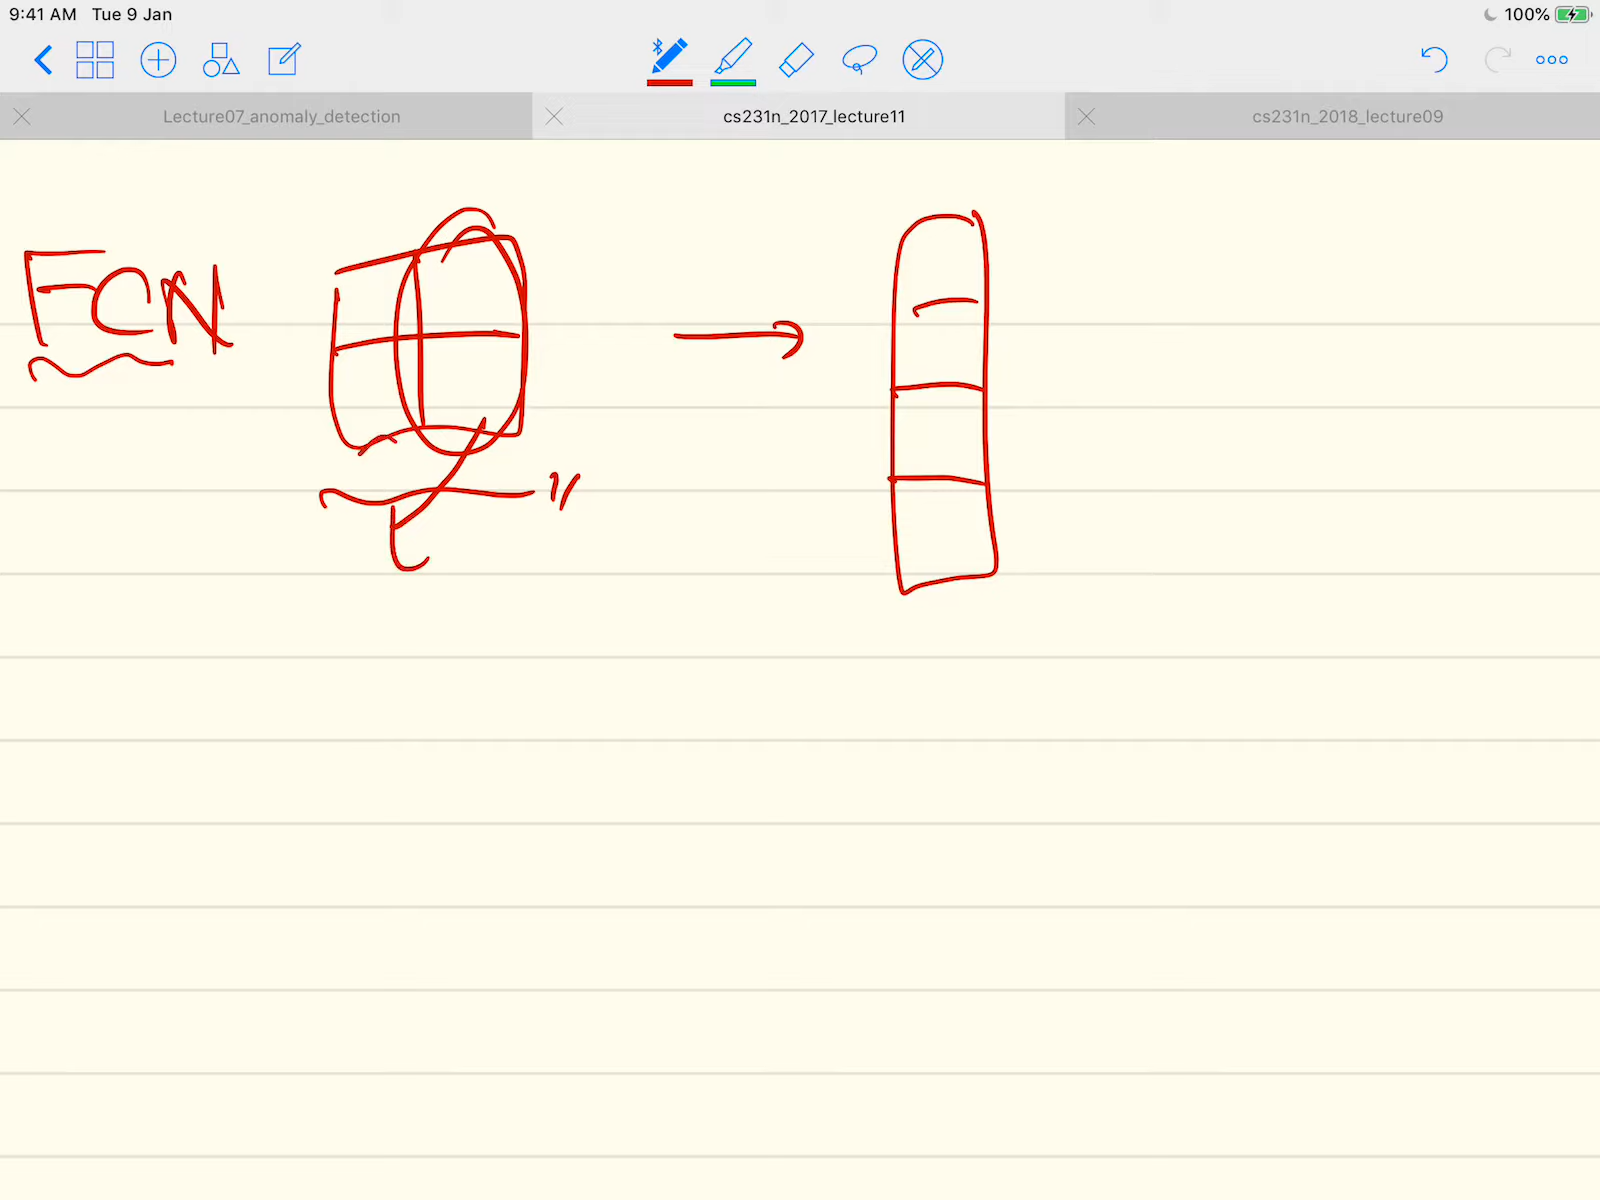 9:41 AM Tue 9 Jan 100%
Lecture07_anomaly_detection cs231n_2017_lecture11 cs231n_2018_lecture09
FCN